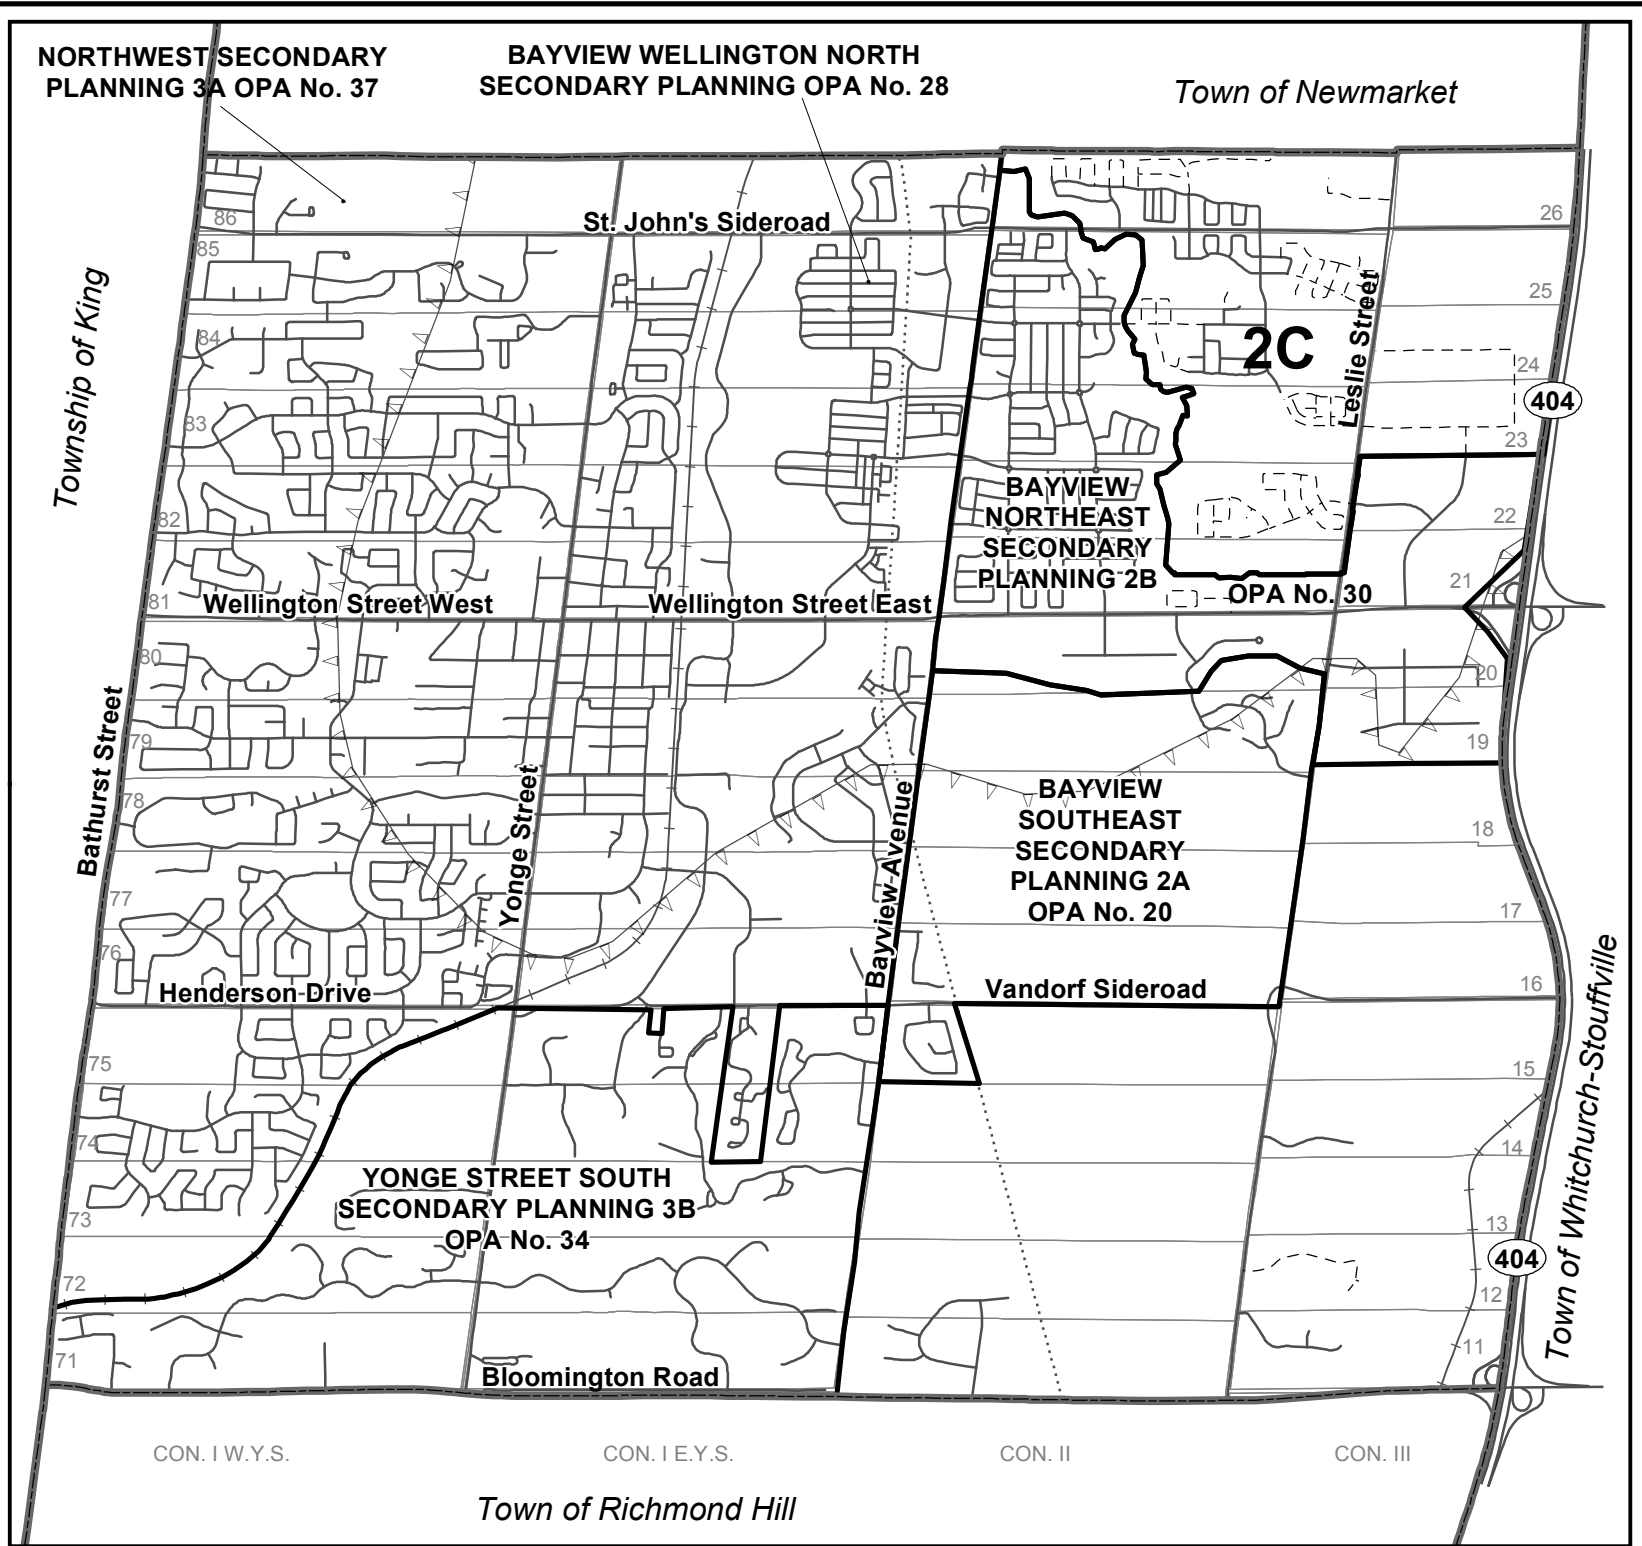 NORTHWEST SECONDARY
PLANNING 3A OPA No. 37
BAYVIEW WELLINGTON NORTH
SECONDARY PLANNING OPA No. 28
Town of Newmarket
86
St. John's Sideroad
26
85
25
Township of King
84
Leslie Street
2C
24
404
83
23
BAYVIEW
NORTHEAST
SECONDARY
PLANNING 2B
82
22
OPA No. 30
21
81
Wellington Street West
Wellington Street East
80
20
Bathurst Street
79
19
Yonge Street
78
Bayview Avenue
BAYVIEW
SOUTHEAST
SECONDARY
PLANNING 2A
OPA No. 20
18
77
17
76
Henderson Drive
Vandorf Sideroad
16
Town of Whitchurch-Stouffville
75
15
74
14
YONGE STREET SOUTH
SECONDARY PLANNING 3B
OPA No. 34
73
13
404
72
12
71
11
Bloomington Road
CON. I W.Y.S.
CON. I E.Y.S.
CON. II
CON. III
Town of Richmond Hill